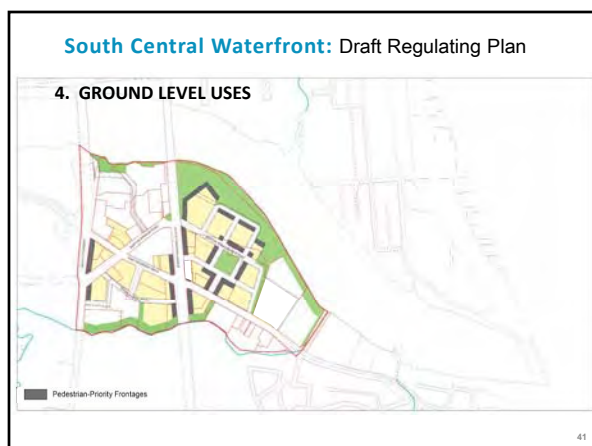 South Central Waterfront: Draft Regulating Plan
4. GROUND LEVEL USES
Pedestrian-Priority Frontages
41